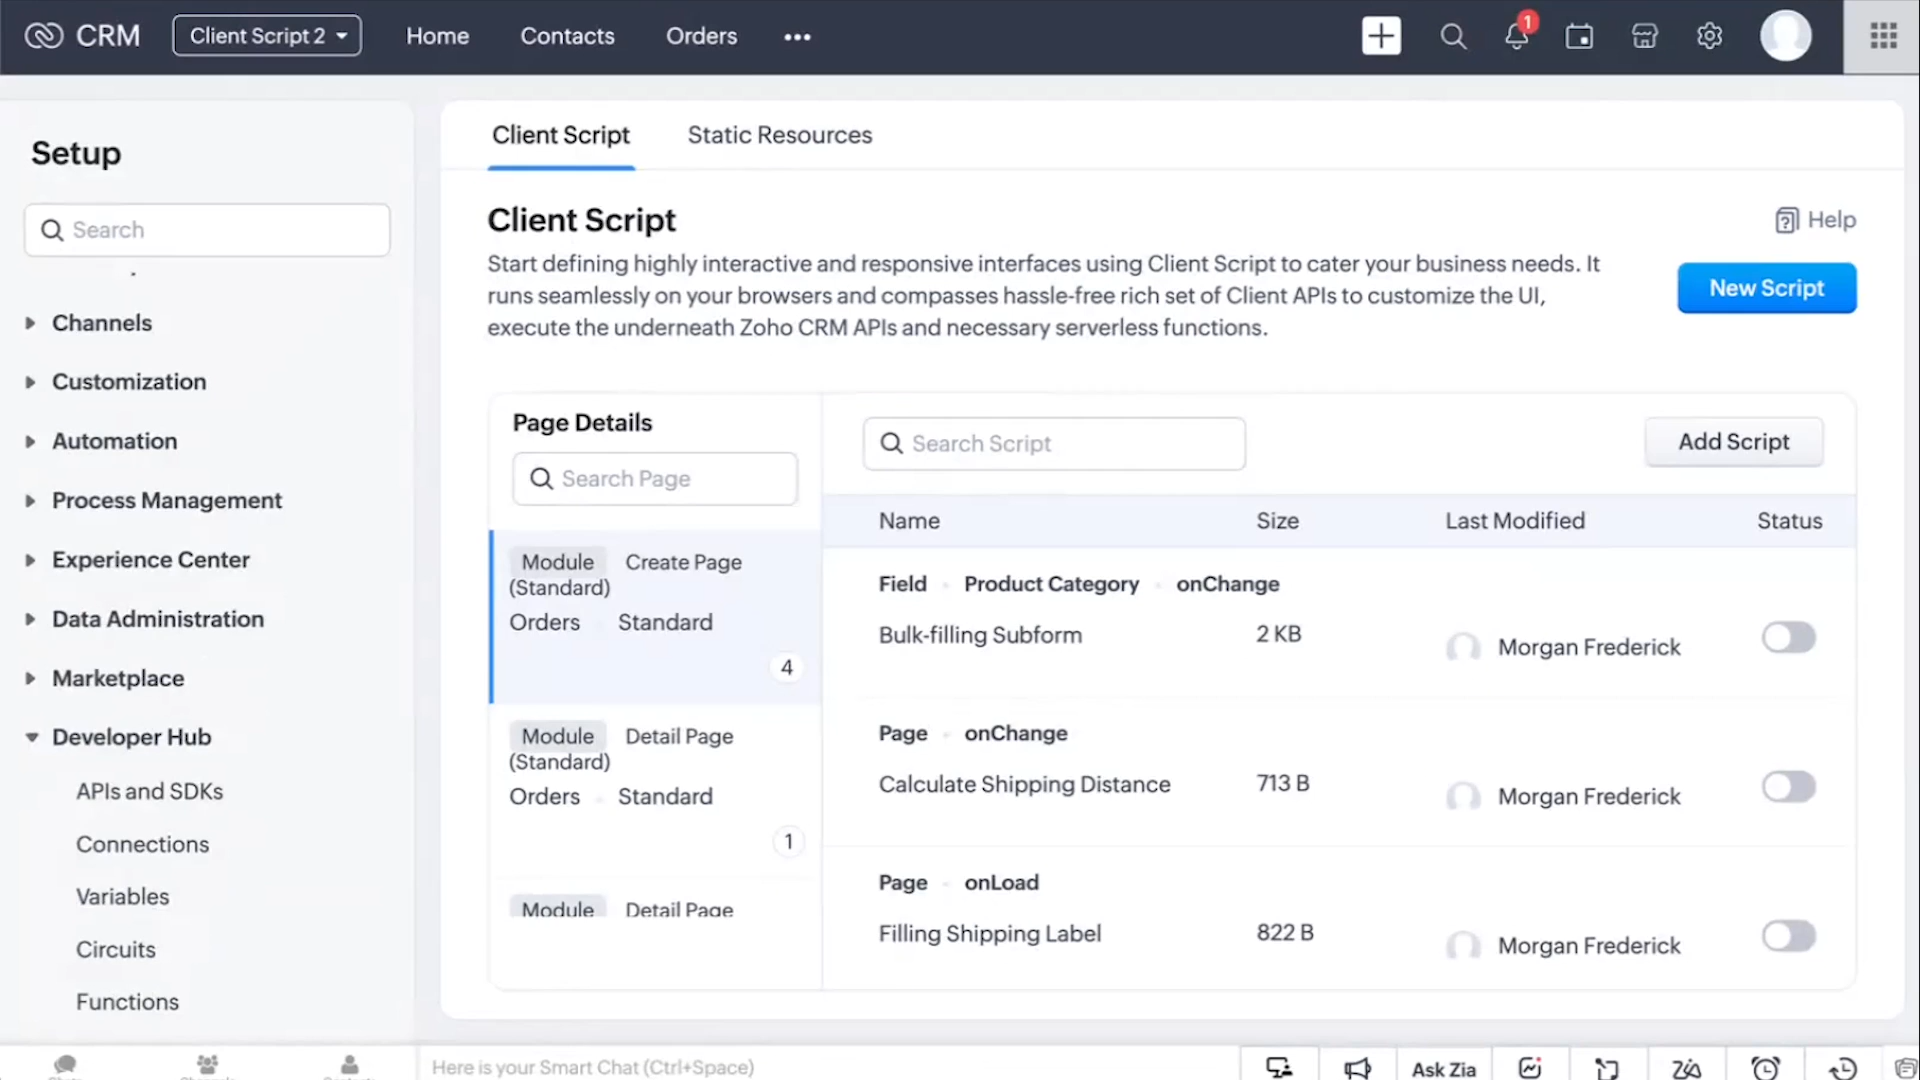 CRM
Client Script 2
Home
Contacts
Orders
1
Setup
Search
Channels
Customization
Automation
Process Management
Experience Center
Data Administration
Marketplace
Developer Hub
APIs and SDKs
Connections
Variables
Circuits
Functions
Client Script
Static Resources
Client Script
Help
Start defining highly interactive and responsive interfaces using Client Script to cater your business needs. It
runs seamlessly on your browsers and compasses hassle-free rich set of Client APIs to customize the UI,
execute the underneath Zoho CRM APIs and necessary serverless functions.
New Script
Page Details
Search Page
Module Create Page
(Standard)
Orders Standard
4
Module Detail Page
(Standard)
Orders Standard
1
Module Detail Page
Search Script
Add Script
Name Size Last Modified Status
Field Product Category onChange
Bulk-filling Subform 2 KB Morgan Frederick
Page onChange
Calculate Shipping Distance 713 B Morgan Frederick
Page onLoad
Filling Shipping Label 822 B Morgan Frederick
Here is your Smart Chat (Ctrl+Space)
Ask Zia